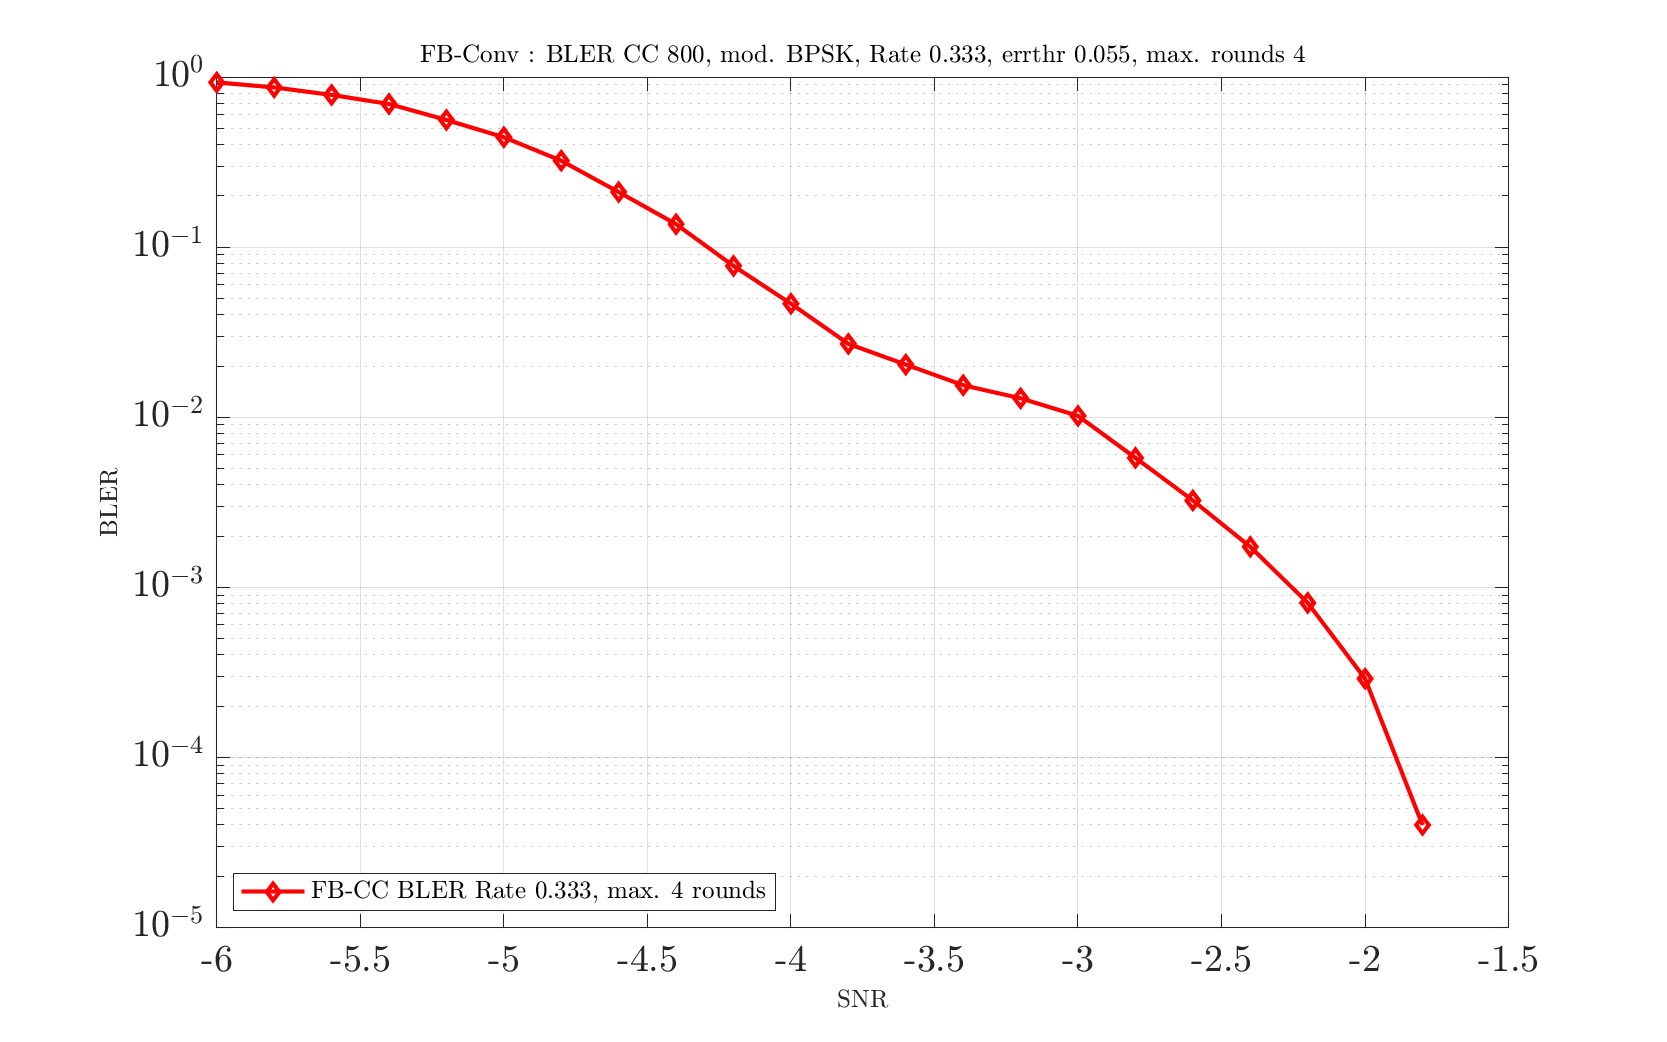 FB-Conv : BLER CC 800, mod. BPSK, Rate 0.333, errthr 0.055, max. rounds 4
10⁰
10⁻¹
10⁻²
BLER
10⁻³
10⁻⁴
FB-CC BLER Rate 0.333, max. 4 rounds
10⁻⁵
-6 -5.5 -5 -4.5 -4 -3.5 -3 -2.5 -2 -1.5
SNR